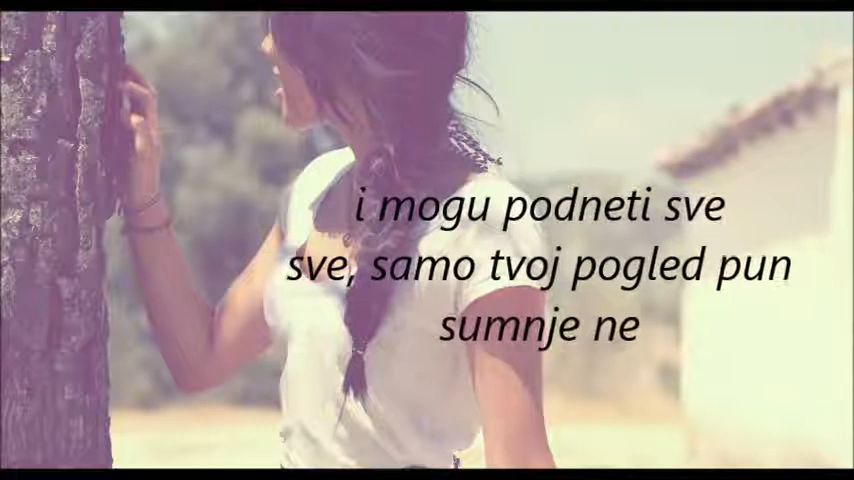 i mogu podneti sve
sve, samo tvoj pogled pun
sumnje ne